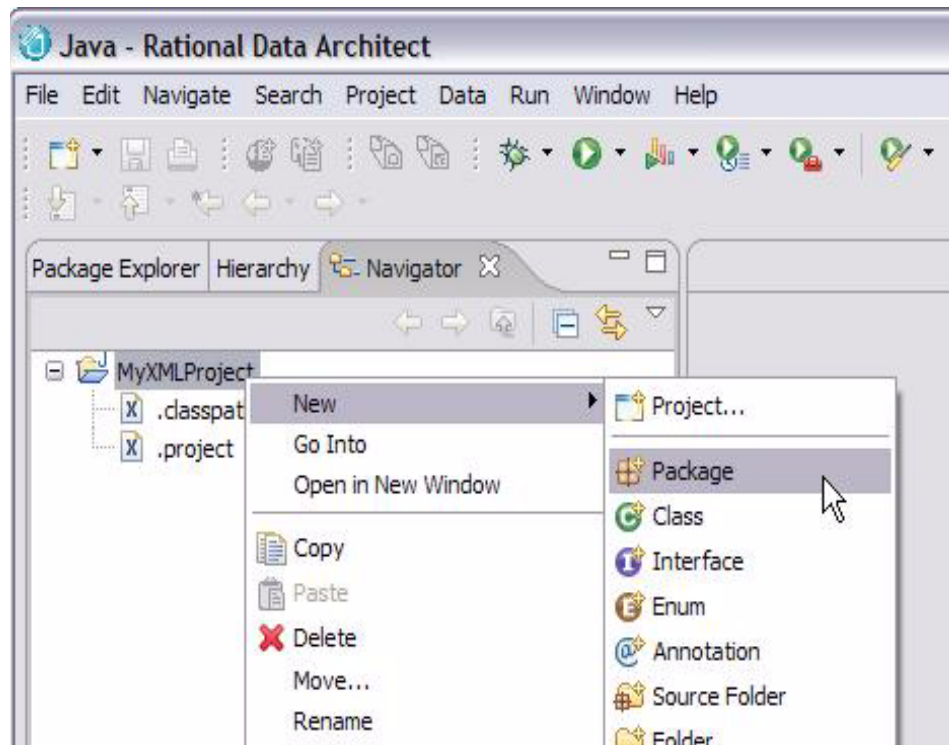 Java - Rational Data Architect
File Edit Navigate Search Project Data Run Window Help
Package Explorer Hierarchy Navigator
MyXMLProject
.classpat
.project
New
Go Into
Open in New Window
Copy
Paste
Delete
Move...
Rename
Project...
Package
Class
Interface
Enum
Annotation
Source Folder
Folder